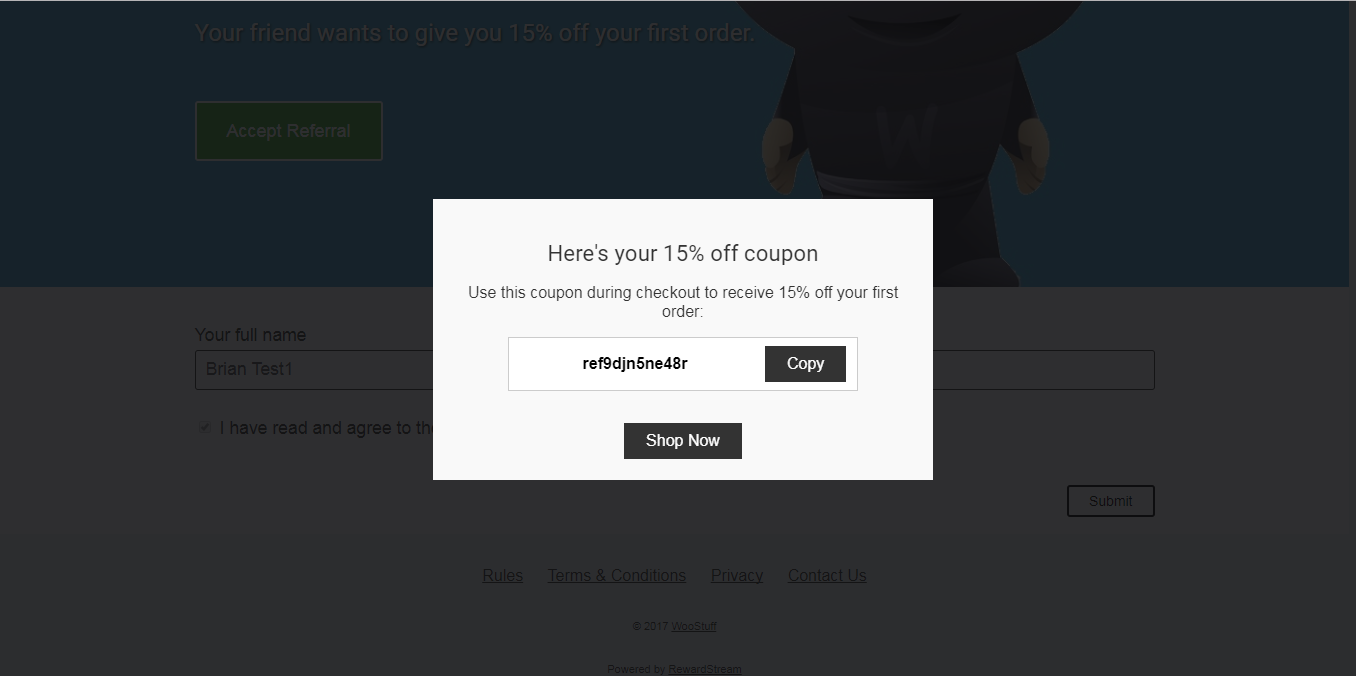 Your friend wants to give you 15% off your first order.
Accept Referral
W
Here's your 15% off coupon
Use this coupon during checkout to receive 15% off your first
order:
ref9djn5ne48r
Copy
Shop Now
Your full name
Brian Test1
I have read and agree to the
Submit
Rules Terms & Conditions Privacy Contact Us
© 2017 WooStuff
Powered by RewardStream